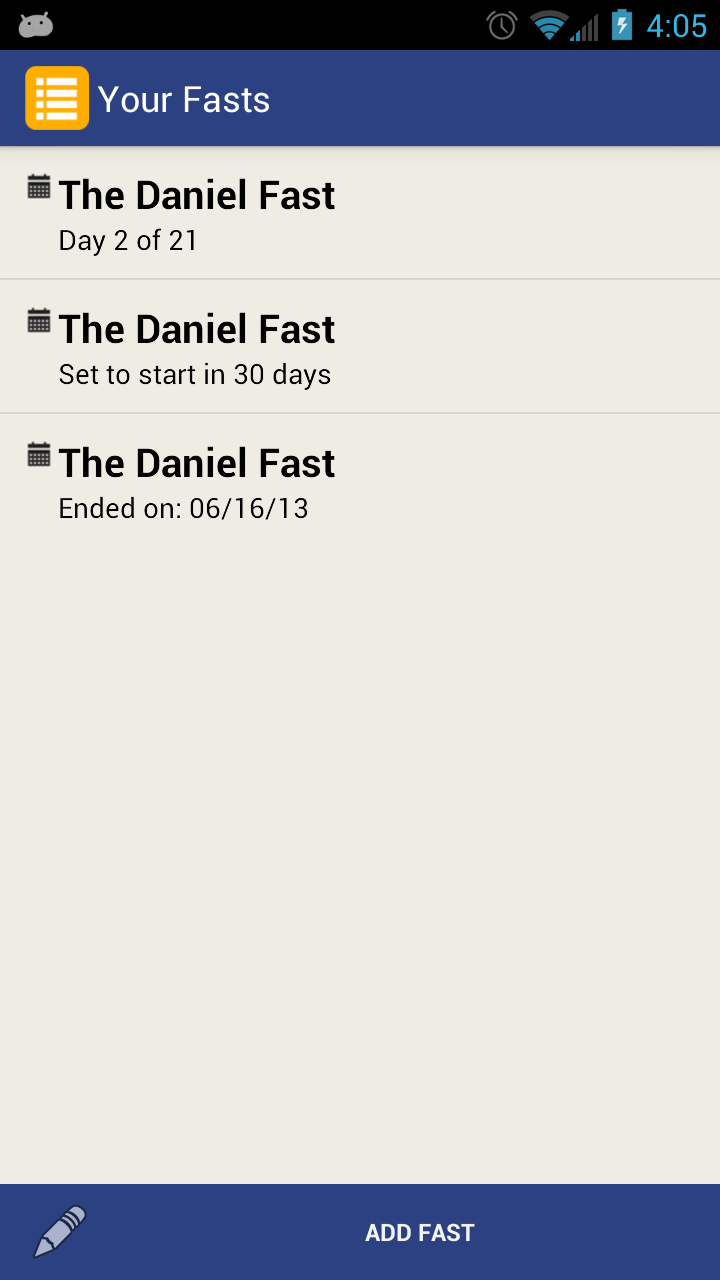 4:05
Your Fasts
The Daniel Fast
Day 2 of 21
The Daniel Fast
Set to start in 30 days
The Daniel Fast
Ended on: 06/16/13
ADD FAST